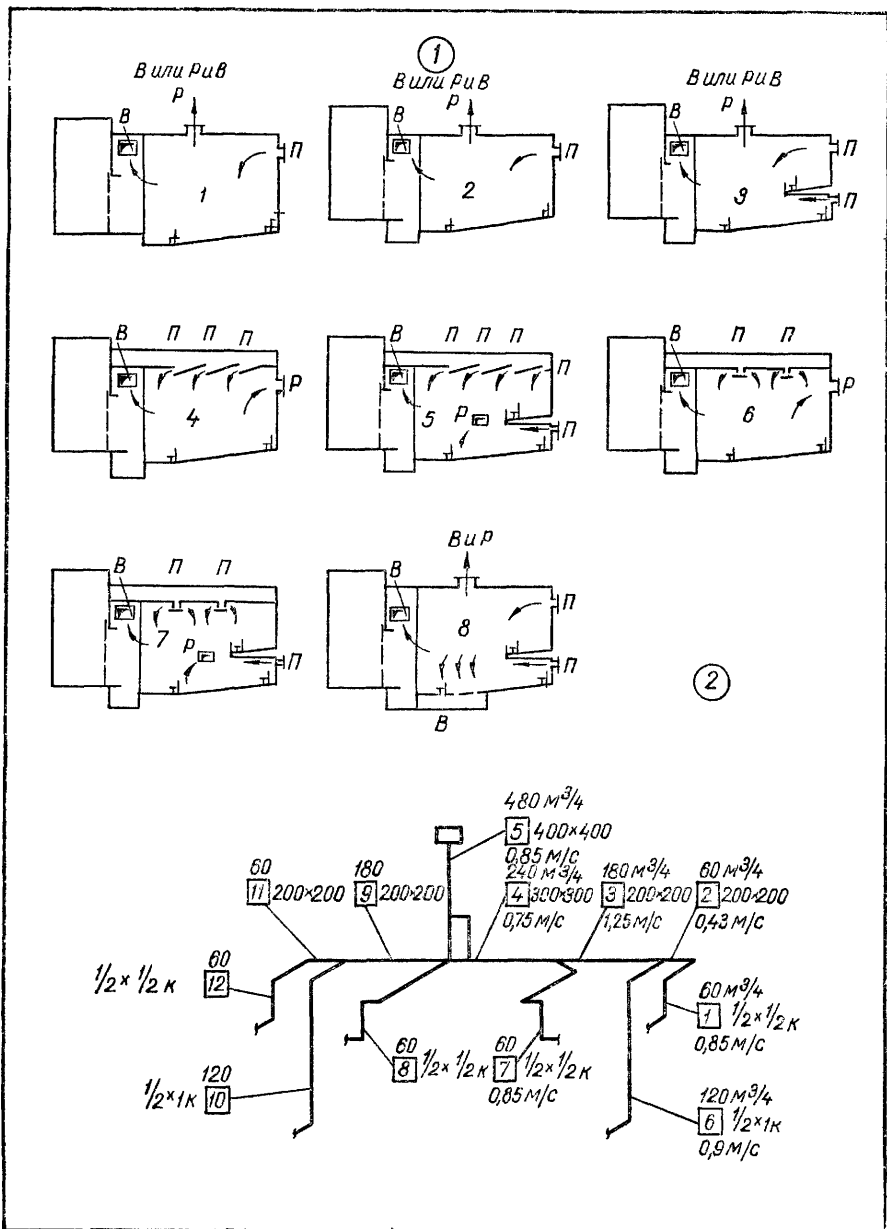 1
В или Р и В
В или Р и В
В или Р и В
Р
Р
Р
В
П
1
В
П
2
В
П
3
П
В П П П
Р
4
В П П П
П
5
Р
П
В П П
Р
6
В П П
7
Р
П
В и Р
В
П
8
П
В
2
480 м³/ч
5 400×400
0,85 м/с
60
11 200×200
180
9 200×200
240 м³/ч
4 300×300
0,75 м/с
180 м³/ч
3 200×200
1,25 м/с
60 м³/ч
2 200×200
0,43 м/с
60
1/2 × 1/2 к 12
60 м³/ч
1 1/2 × 1/2 к
0,85 м/с
60
8 1/2 × 1/2 к
60
7 1/2 × 1/2 к
0,85 м/с
120
1/2 × 1 к 10
120 м³/ч
6 1/2 × 1 к
0,9 м/с